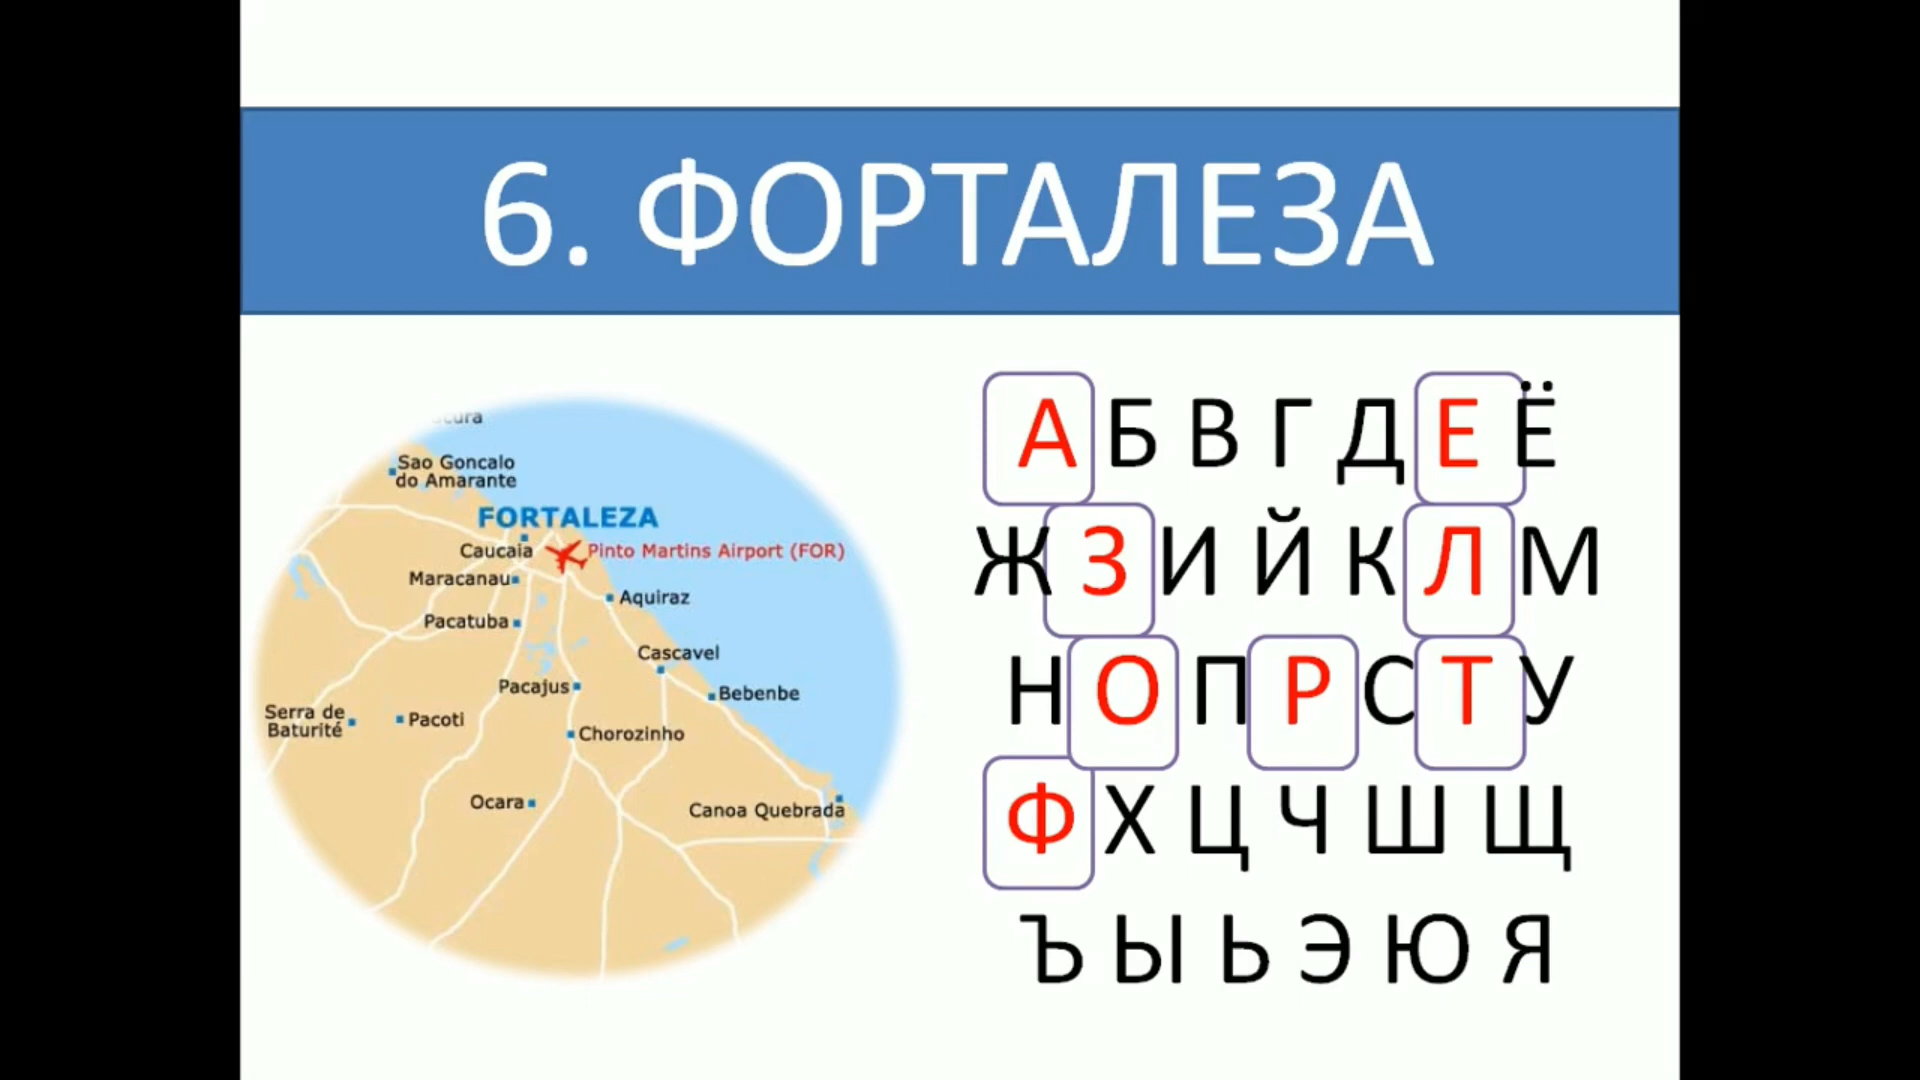 6. ФОРТАЛЕЗА
Sao Goncalo
do Amarante
FORTALEZA
Caucaia
Pinto Martins Airport (FOR)
Maracanau
Aquiraz
Pacatuba
Cascavel
Pacajus
Bebenbe
Serra de
Baturité
Pacoti
Chorozinho
Ocara
Canoa Quebrada
А Б В Г Д Е Ё
Ж З И Й К Л М
Н О П Р С Т У
Ф Х Ц Ч Ш Щ
Ъ Ы Ь Э Ю Я